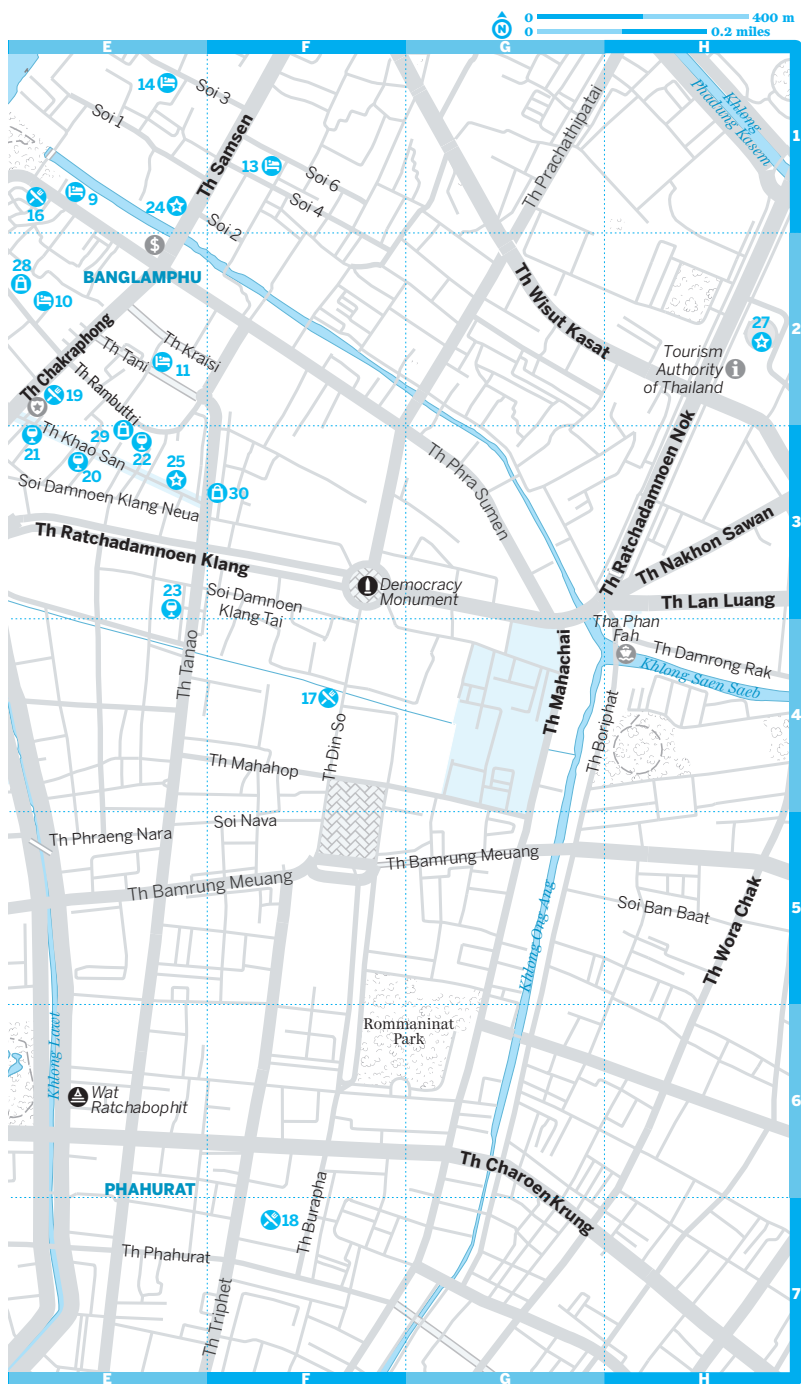 0 400 m
N
0 0.2 miles
E F G H
14
Soi 3
Soi 1
Th Samsen
13
Soi 6
Soi 4
Th Prachathipatai
Khlong
Phadung Kasem
1
16
9
24
Soi 2
$
28
BANGLAMPHU
10
Th Wisut Kasat
27
2
Th Chakraphong
Th Kraisi
Th Tani
11
Tourism
Authority
of Thailand
i
19
Th Rambuttri
21
Th Khao San
29
22
20
25
30
Soi Damnoen Klang Neua
Th Phra Sumen
Th Ratchadamnoen Nok
3
Th Nakhon Sawan
Th Ratchadamnoen Klang
Democracy
Monument
Th Lan Luang
23
Soi Damnoen
Klang Tai
Tha Phan
Fah
Th Damrong Rak
Khlong Saen Saeb
Th Tanao
Th Mahachai
17
Th Din So
Th Boriphat
4
Th Mahahop
Soi Nava
Th Phraeng Nara
Th Bamrung Meuang
Th Bamrung Meuang
Soi Ban Baat
5
Th Wora Chak
Khlong Ong Ang
Rommaninat
Park
Khlong Lawt
Wat
Ratchabophit
6
Th Charoen Krung
PHAHURAT
18
Th Burapha
Th Phahurat
Th Triphet
7
E F G H